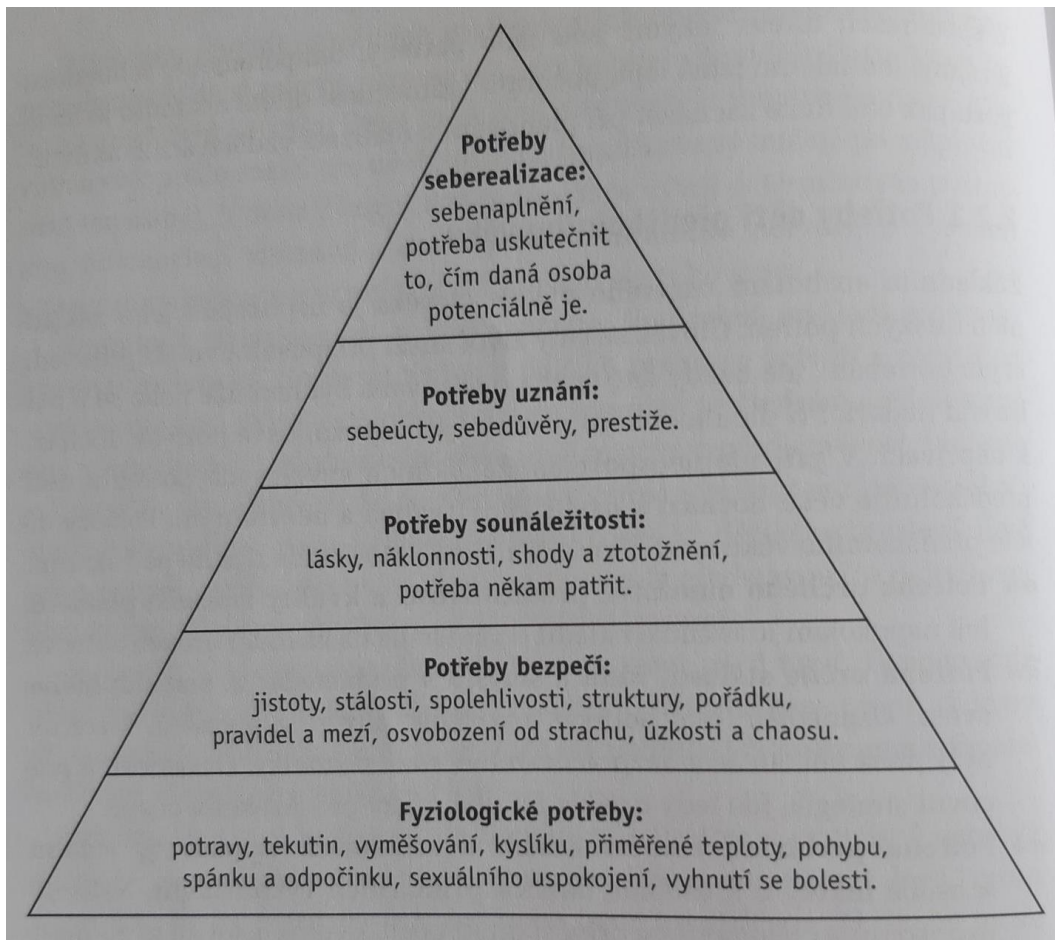 Potřeby
seberealizace:
sebenaplnění,
potřeba uskutečnit
to, čím daná osoba
potenciálně je.
Potřeby uznání:
sebeúcty, sebedůvěry, prestiže.
Potřeby sounáležitosti:
lásky, náklonnosti, shody a ztotožnění,
potřeba někam patřit.
Potřeby bezpečí:
jistoty, stálosti, spolehlivosti, struktury, pořádku,
pravidel a mezí, osvobození od strachu, úzkosti a chaosu.
Fyziologické potřeby:
potravy, tekutin, vyměšování, kyslíku, přiměřené teploty, pohybu,
spánku a odpočinku, sexuálního uspokojení, vyhnutí se bolesti.